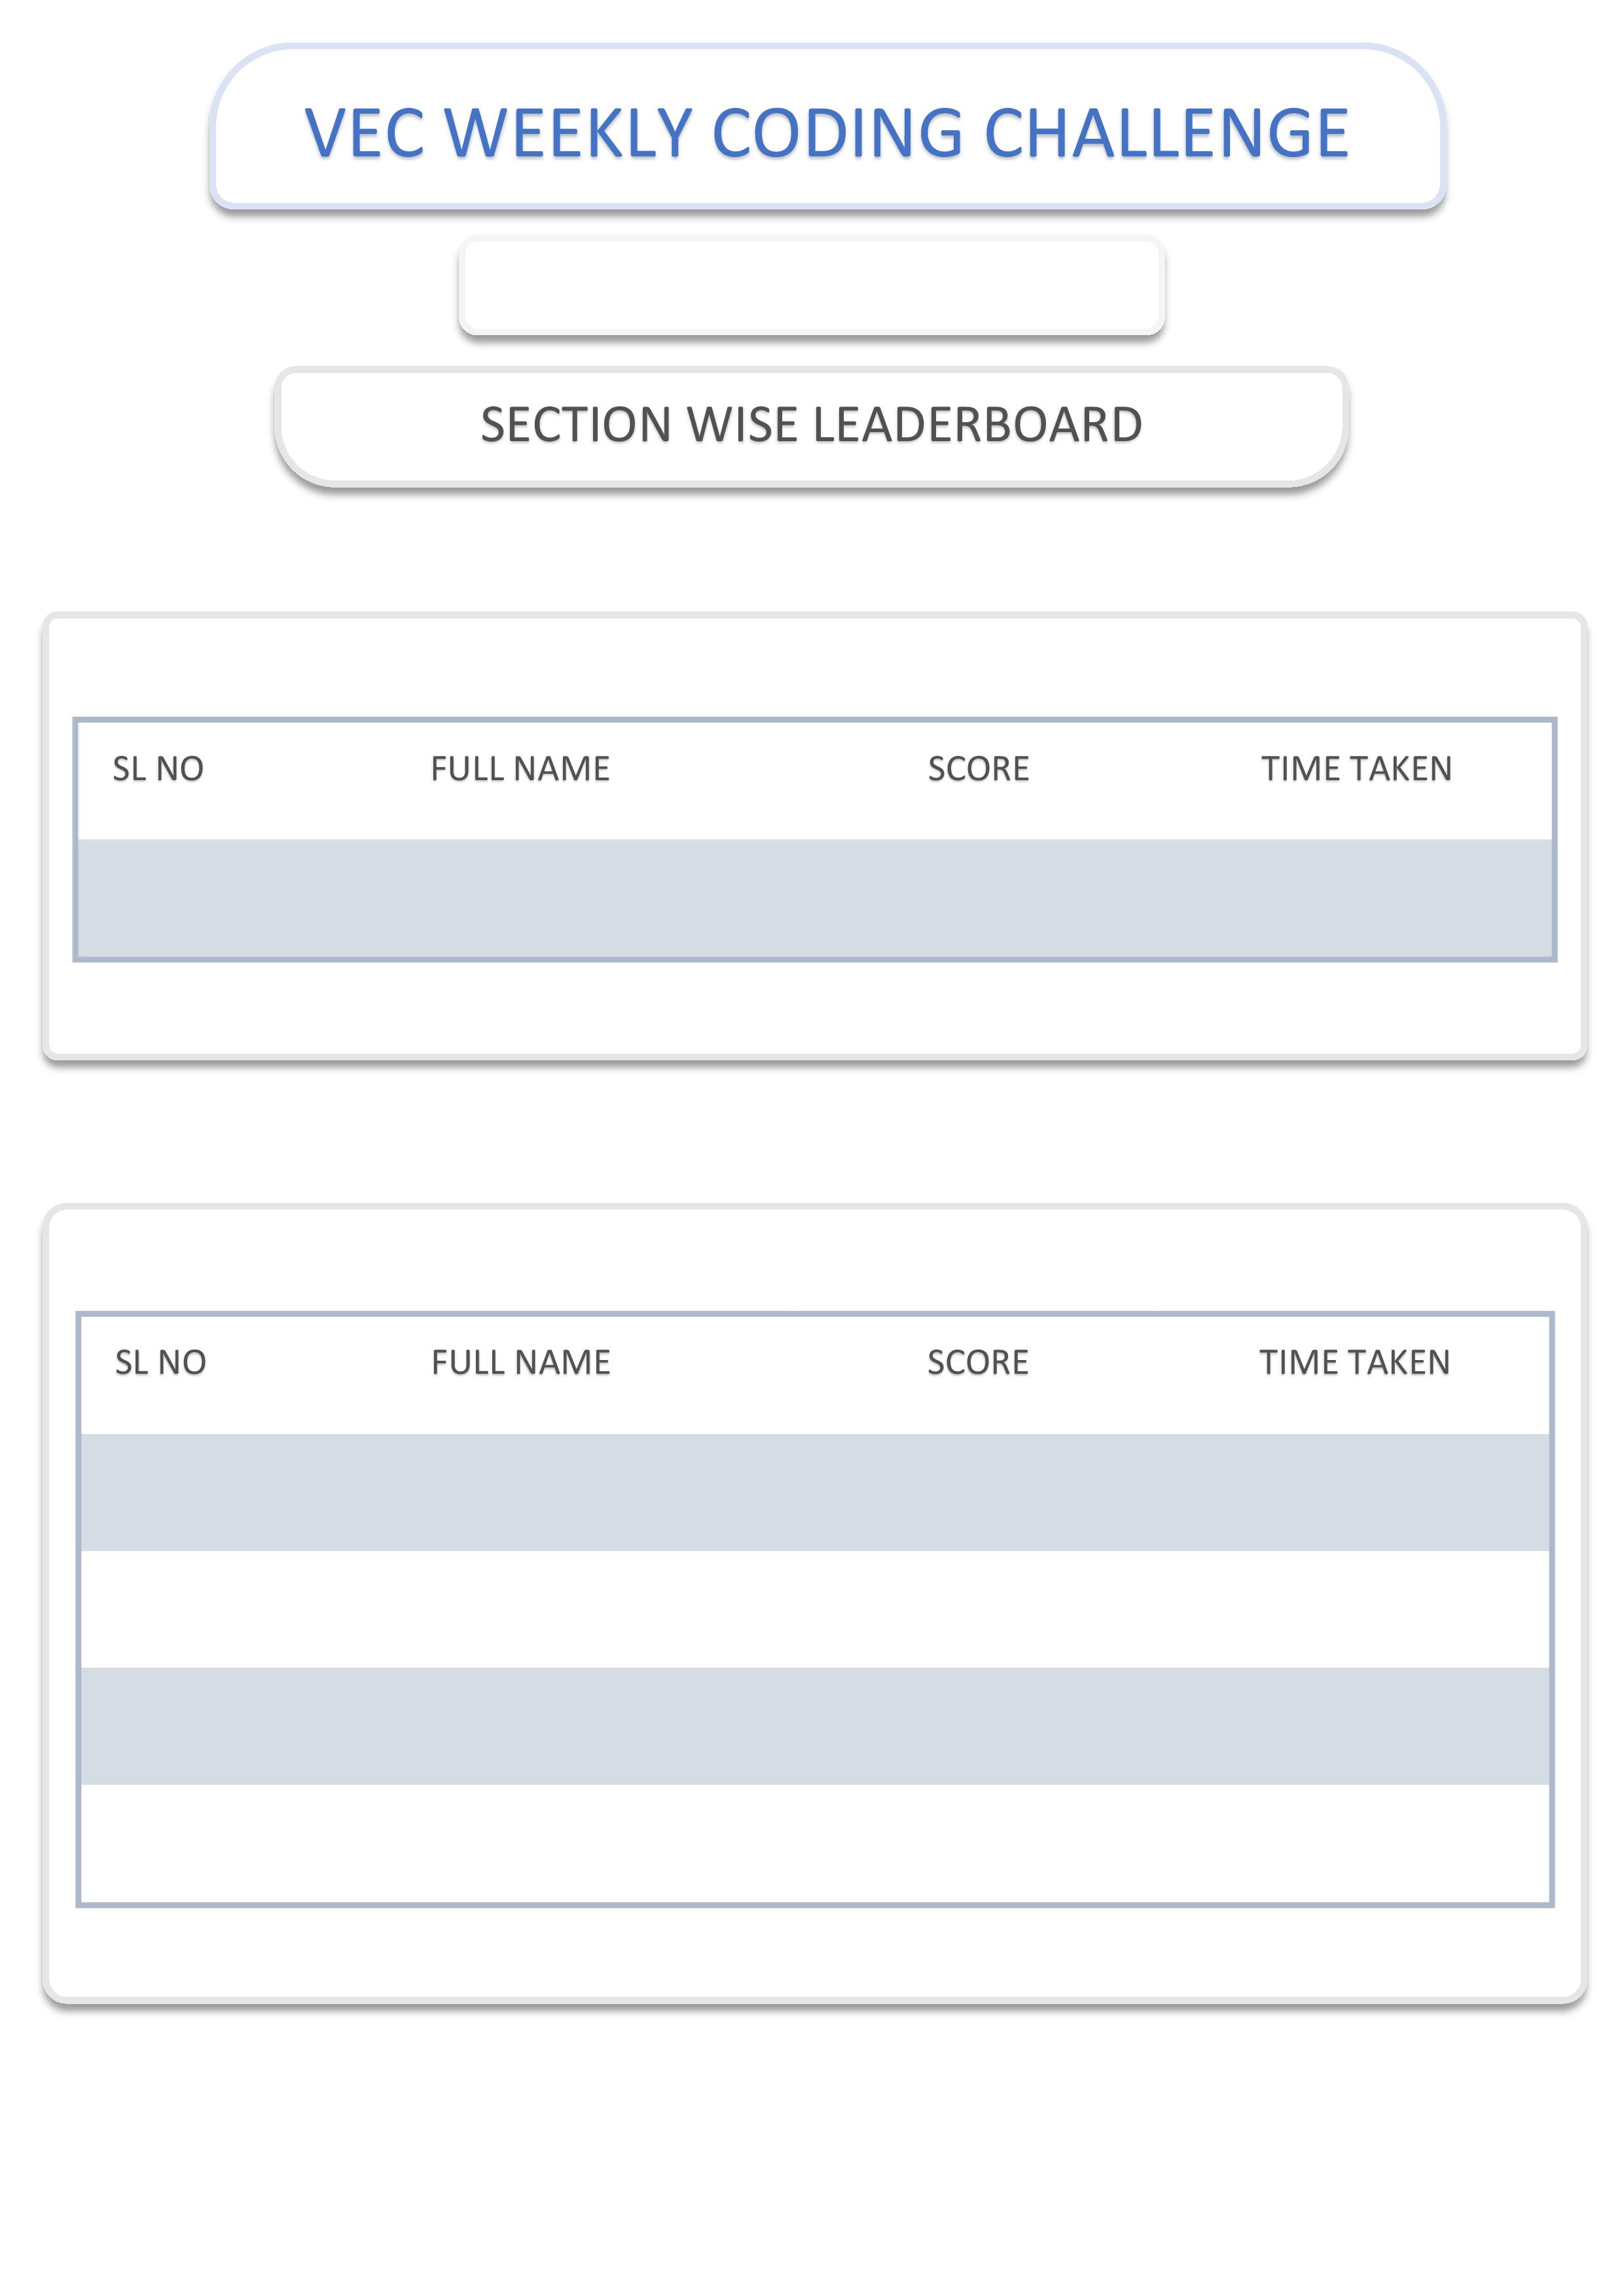 VEC WEEKLY CODING CHALLENGE
SECTION WISE LEADERBOARD
SL NO FULL NAME SCORE TIME TAKEN
SL NO FULL NAME SCORE TIME TAKEN